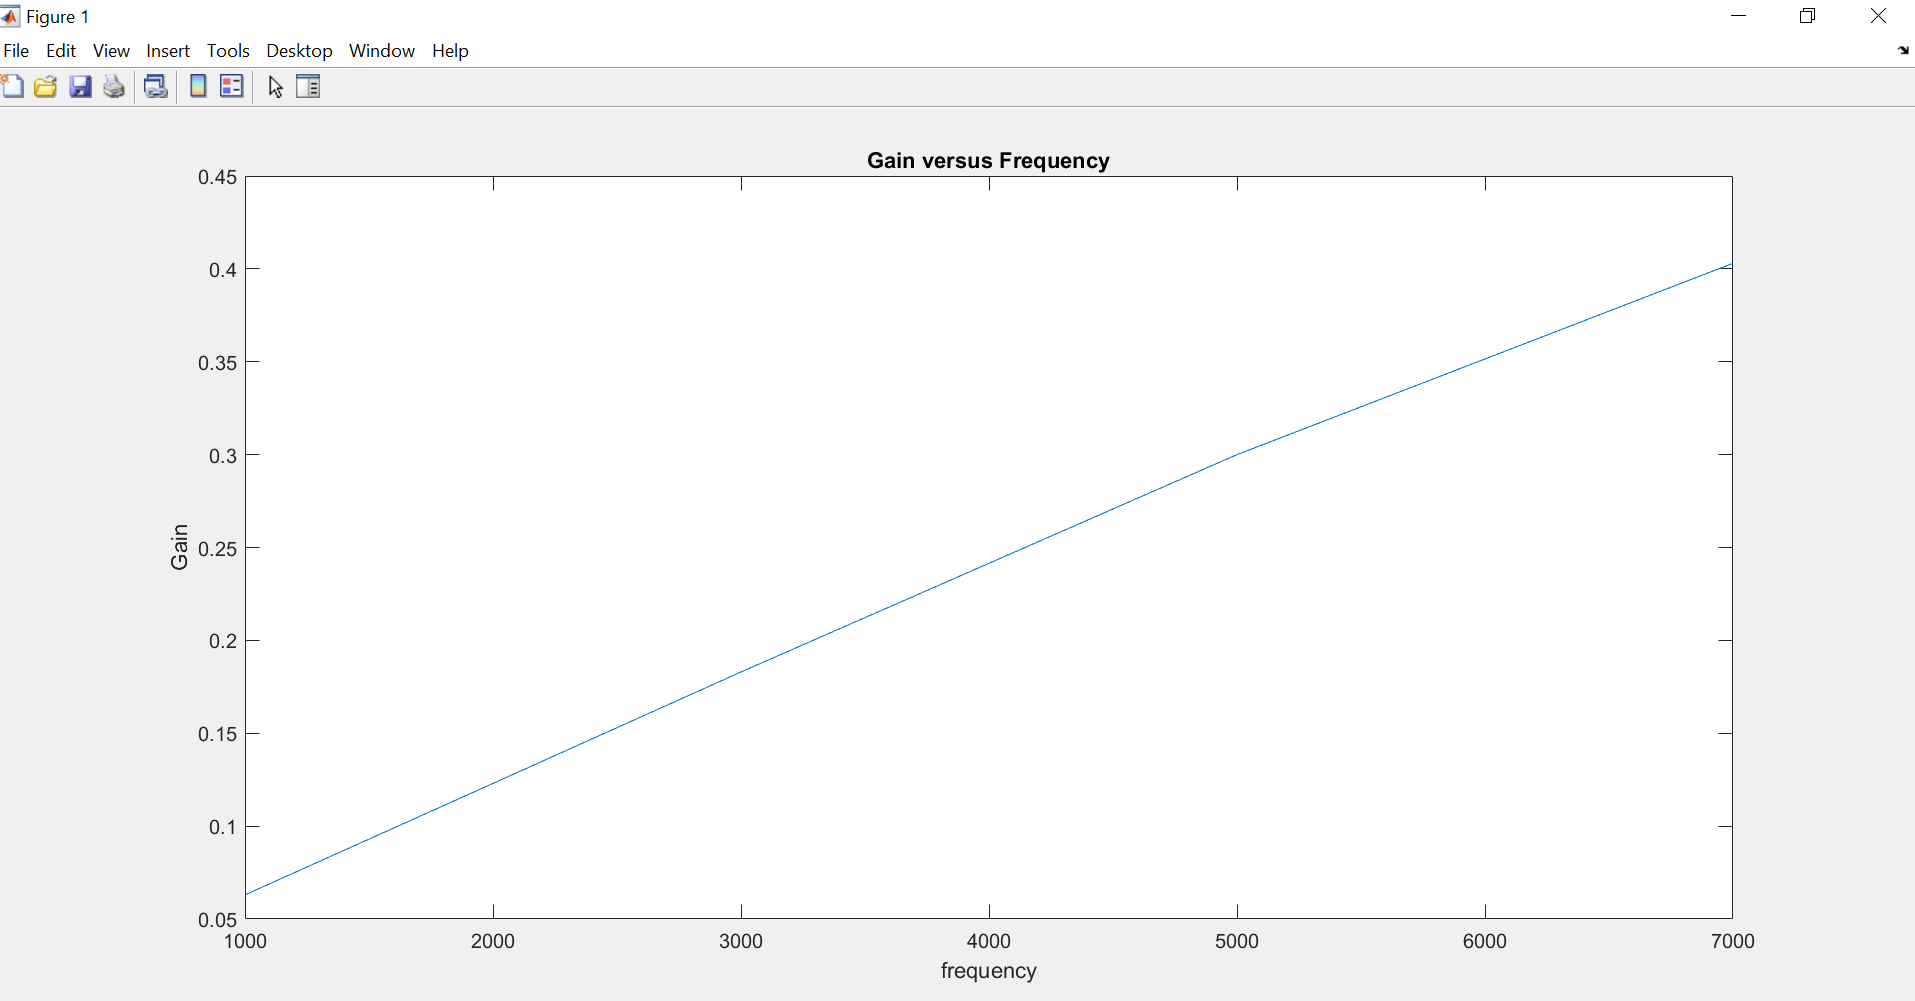 Figure 1
File Edit View Insert Tools Desktop Window Help
Gain versus Frequency
0.45
0.4
0.35
0.3
0.25
0.2
0.15
0.1
0.05
Gain
1000 2000 3000 4000 5000 6000 7000
frequency